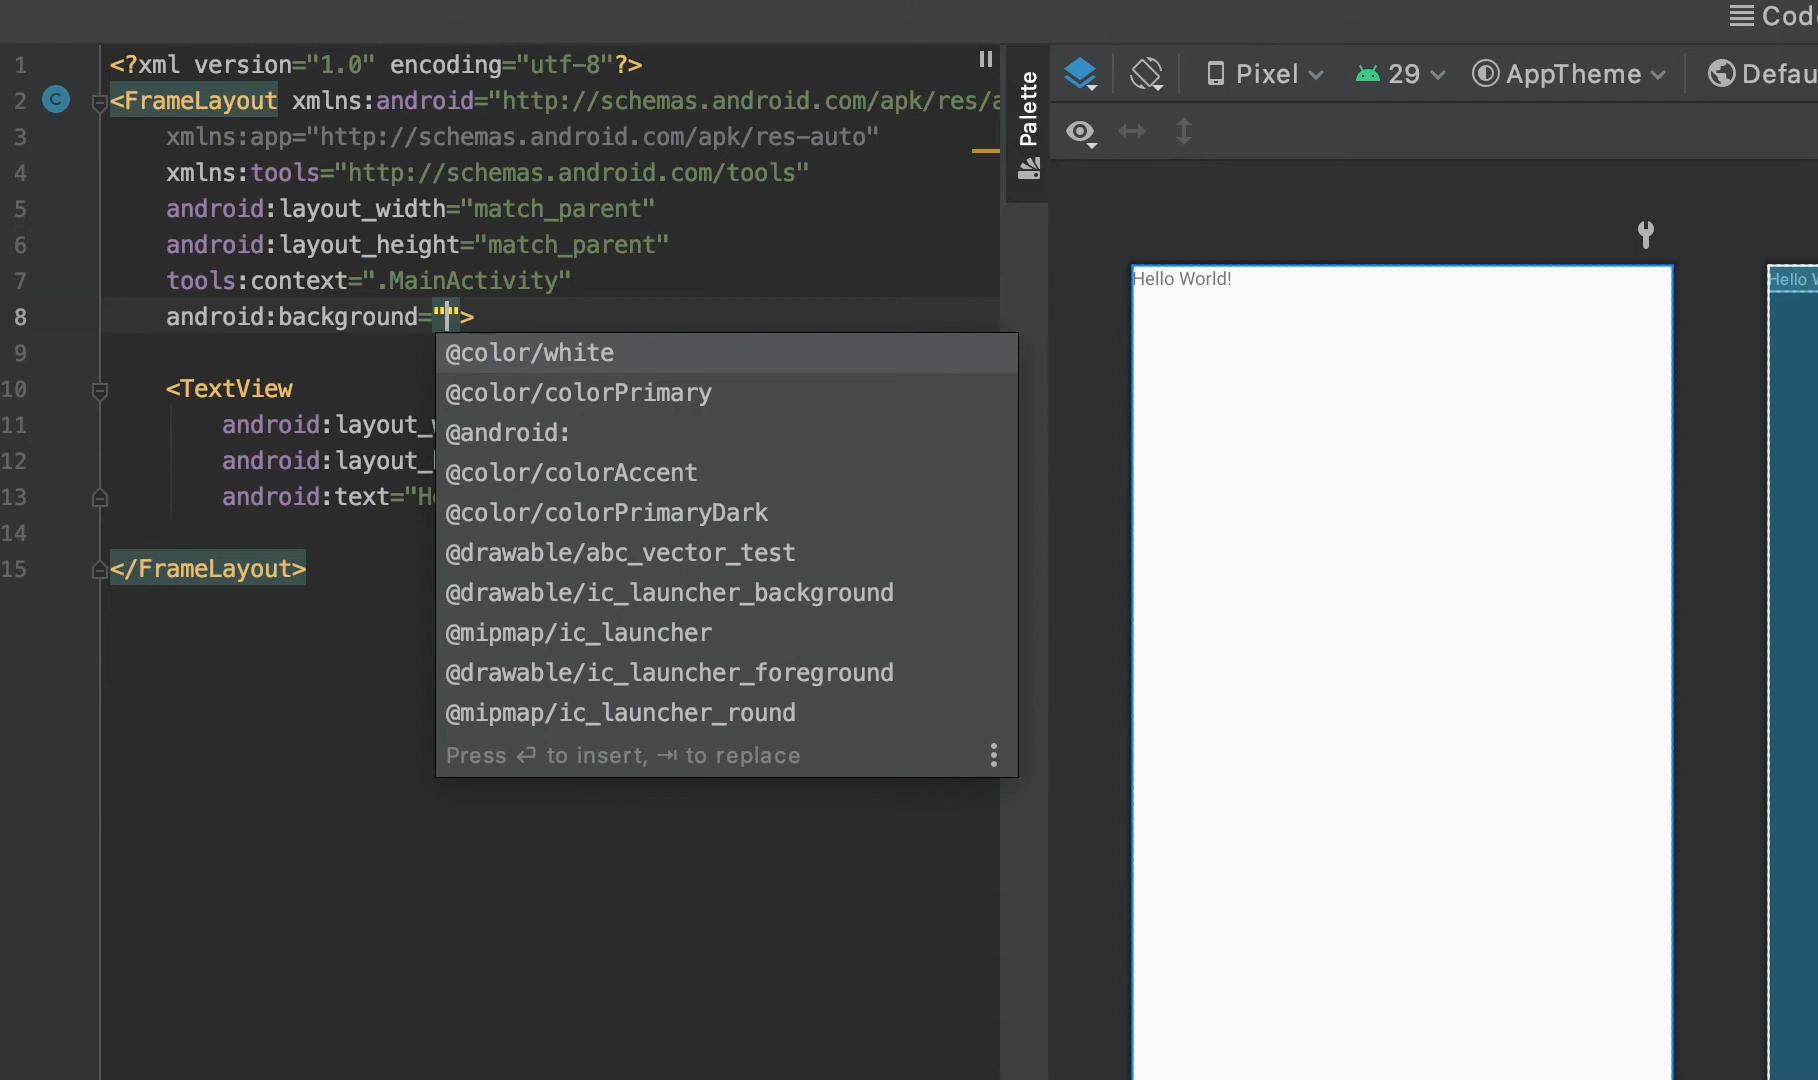 Code
1 <?xml version="1.0" encoding="utf-8"?>
2 <FrameLayout xmlns:android="http://schemas.android.com/apk/res/a
3 xmlns:app="http://schemas.android.com/apk/res-auto"
4 xmlns:tools="http://schemas.android.com/tools"
5 android:layout_width="match_parent"
6 android:layout_height="match_parent"
7 tools:context=".MainActivity"
8 android:background="">
9
10 <TextView
11 android:layout_
12 android:layout_
13 android:text="H
14
15 </FrameLayout>
@color/white
@color/colorPrimary
@android:
@color/colorAccent
@color/colorPrimaryDark
@drawable/abc_vector_test
@drawable/ic_launcher_background
@mipmap/ic_launcher
@drawable/ic_launcher_foreground
@mipmap/ic_launcher_round
Press ⏎ to insert, ⇥ to replace
Palette
Pixel 29 AppTheme Defau
Hello World!
Hello W